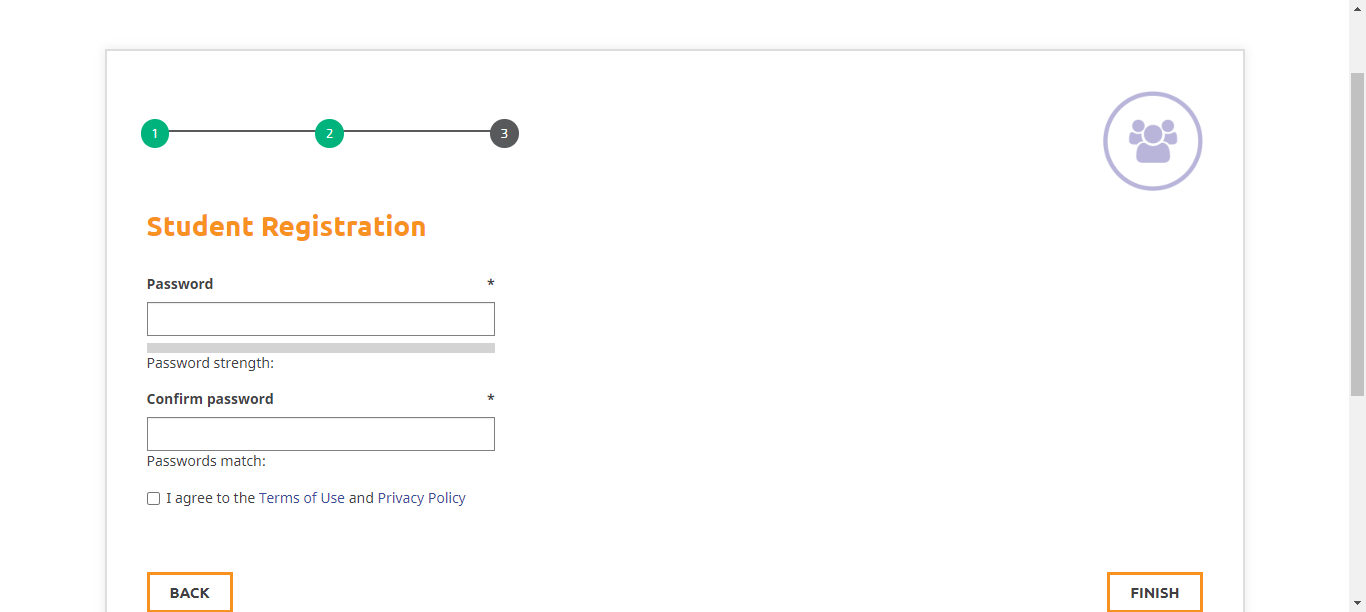 1 2 3
Student Registration
Password *
Password strength:
Confirm password *
Passwords match:
I agree to the Terms of Use and Privacy Policy
BACK FINISH